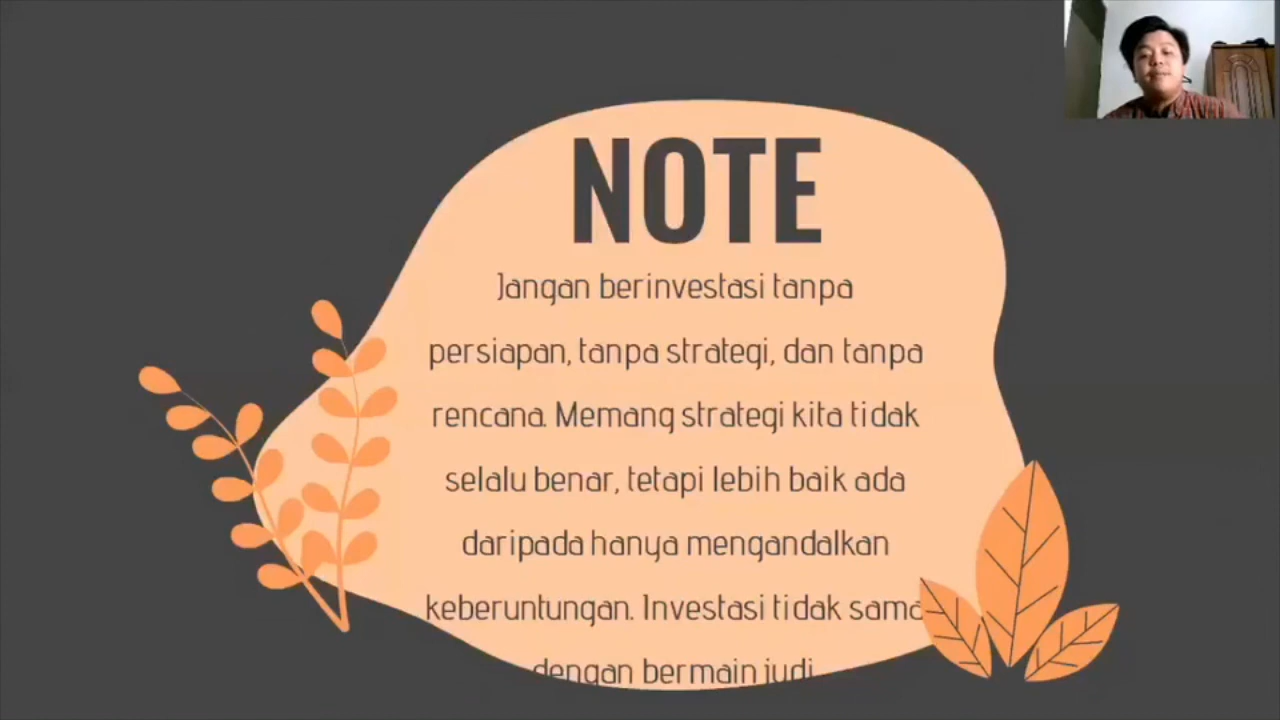 NOTE
Jangan berinvestasi tanpa
persiapan, tanpa strategi, dan tanpa
rencana. Memang strategi kita tidak
selalu benar, tetapi lebih baik ada
daripada hanya mengandalkan
keberuntungan. Investasi tidak sama
dengan bermain judi